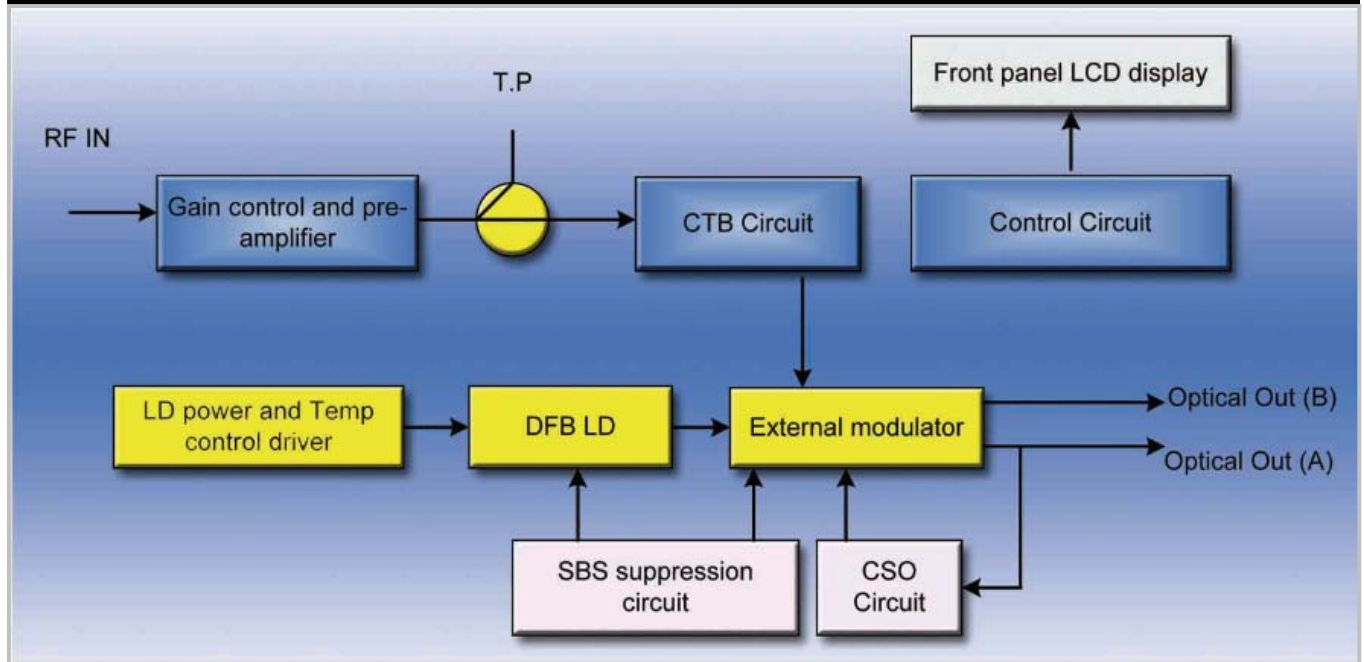 T.P
Front panel LCD display
RF IN
Gain control and pre-
amplifier
CTB Circuit
Control Circuit
LD power and Temp
control driver
DFB LD
External modulator
Optical Out (B)
Optical Out (A)
SBS suppression
circuit
CSO
Circuit